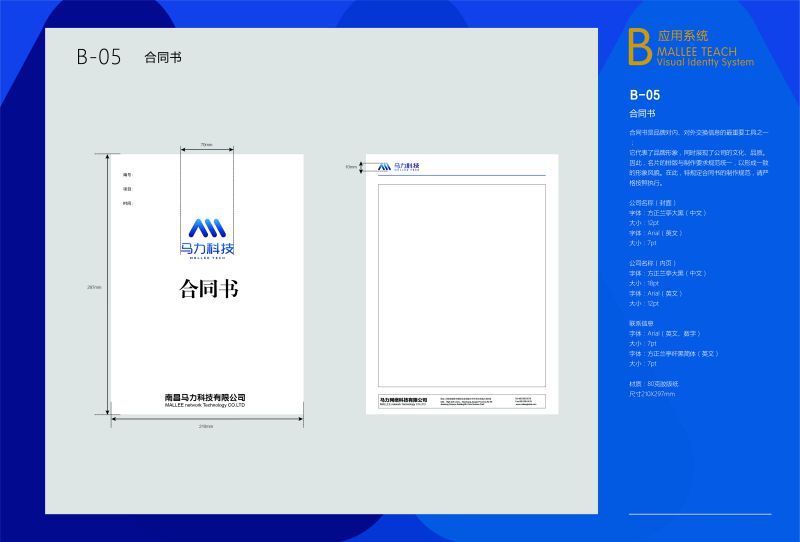 B-05
合同书
70mm
编号:
项目:
时间:
马力科技
MALLEE TECH
合同书
297mm
南昌马力科技有限公司
MALLEE network Technology CO.LTD
210mm
10mm
马力科技
MALLEE TECH
马力网络科技有限公司
MALLEE network Technology CO.LTD
B 应用系统
MALLEE TEACH
Visual Identty System
B-05
合同书
合同书是品牌对内、对外交换信息的最重要工具之一
;
它代表了品牌形象，同时展现了公司的文化、品质。
因此，名片的排版与制作要求规范统一，以形成一致
的形象风貌。在此，特规定合同书的制作规范，请严
格按照执行。
公司名称（封面）
字体：方正兰亭大黑（中文）
大小：12pt
字体：Arial（英文）
大小：7pt
公司名称（内页）
字体：方正兰亭大黑（中文）
大小：18pt
字体：Arial（英文）
大小：12pt
联系信息
字体：Arial（英文、数字）
大小：7pt
字体：方正兰亭纤黑简体（英文）
大小：7pt
材质：80克胶版纸
尺寸210X297mm